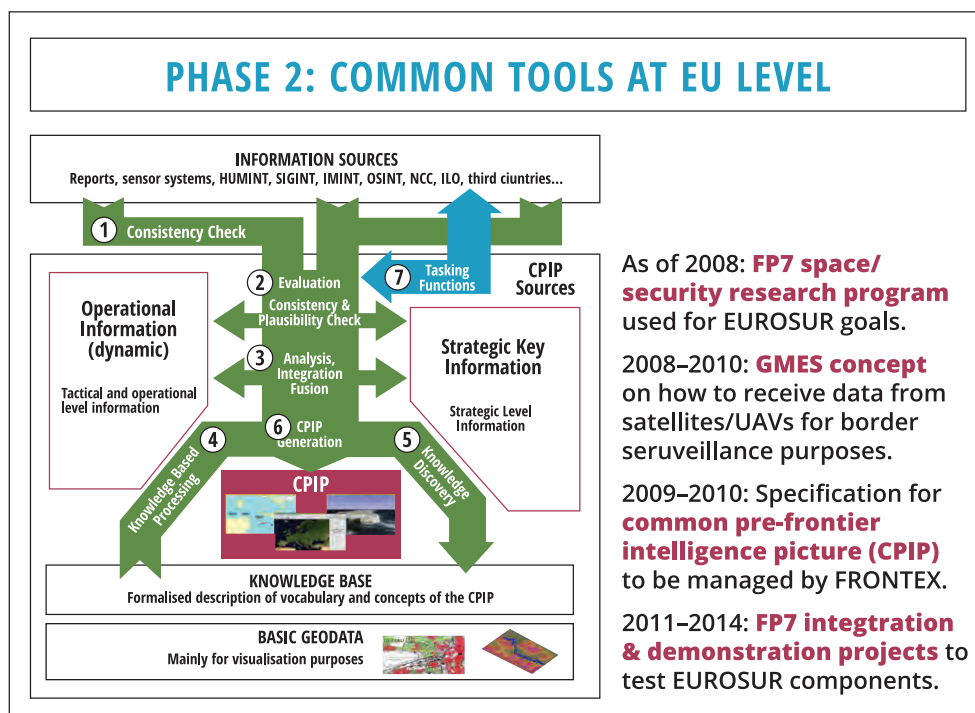 PHASE 2: COMMON TOOLS AT EU LEVEL
INFORMATION SOURCES
Reports, sensor systems, HUMINT, SIGINT, IMINT, OSINT, NCC, ILO, third ciuntries...
1 Consistency Check
2 Evaluation
Consistency &
Plausibility Check
7 Tasking
Functions
CPIP
Sources
Operational
Information
(dynamic)
Tactical and operational
level information
3 Analysis,
Integration
Fusion
Strategic Key
Information
Strategic Level
Information
6 CPIP
Generation
4 Knowledge Based
Processing
5 Knowledge
Discovery
CPIP
KNOWLEDGE BASE
Formalised description of vocabulary and concepts of the CPIP
BASIC GEODATA
Mainly for visualisation purposes
As of 2008: FP7 space/
security research program
used for EUROSUR goals.
2008–2010: GMES concept
on how to receive data from
satellites/UAVs for border
seruveillance purposes.
2009–2010: Specification for
common pre-frontier
intelligence picture (CPIP)
to be managed by FRONTEX.
2011–2014: FP7 integtration
& demonstration projects to
test EUROSUR components.